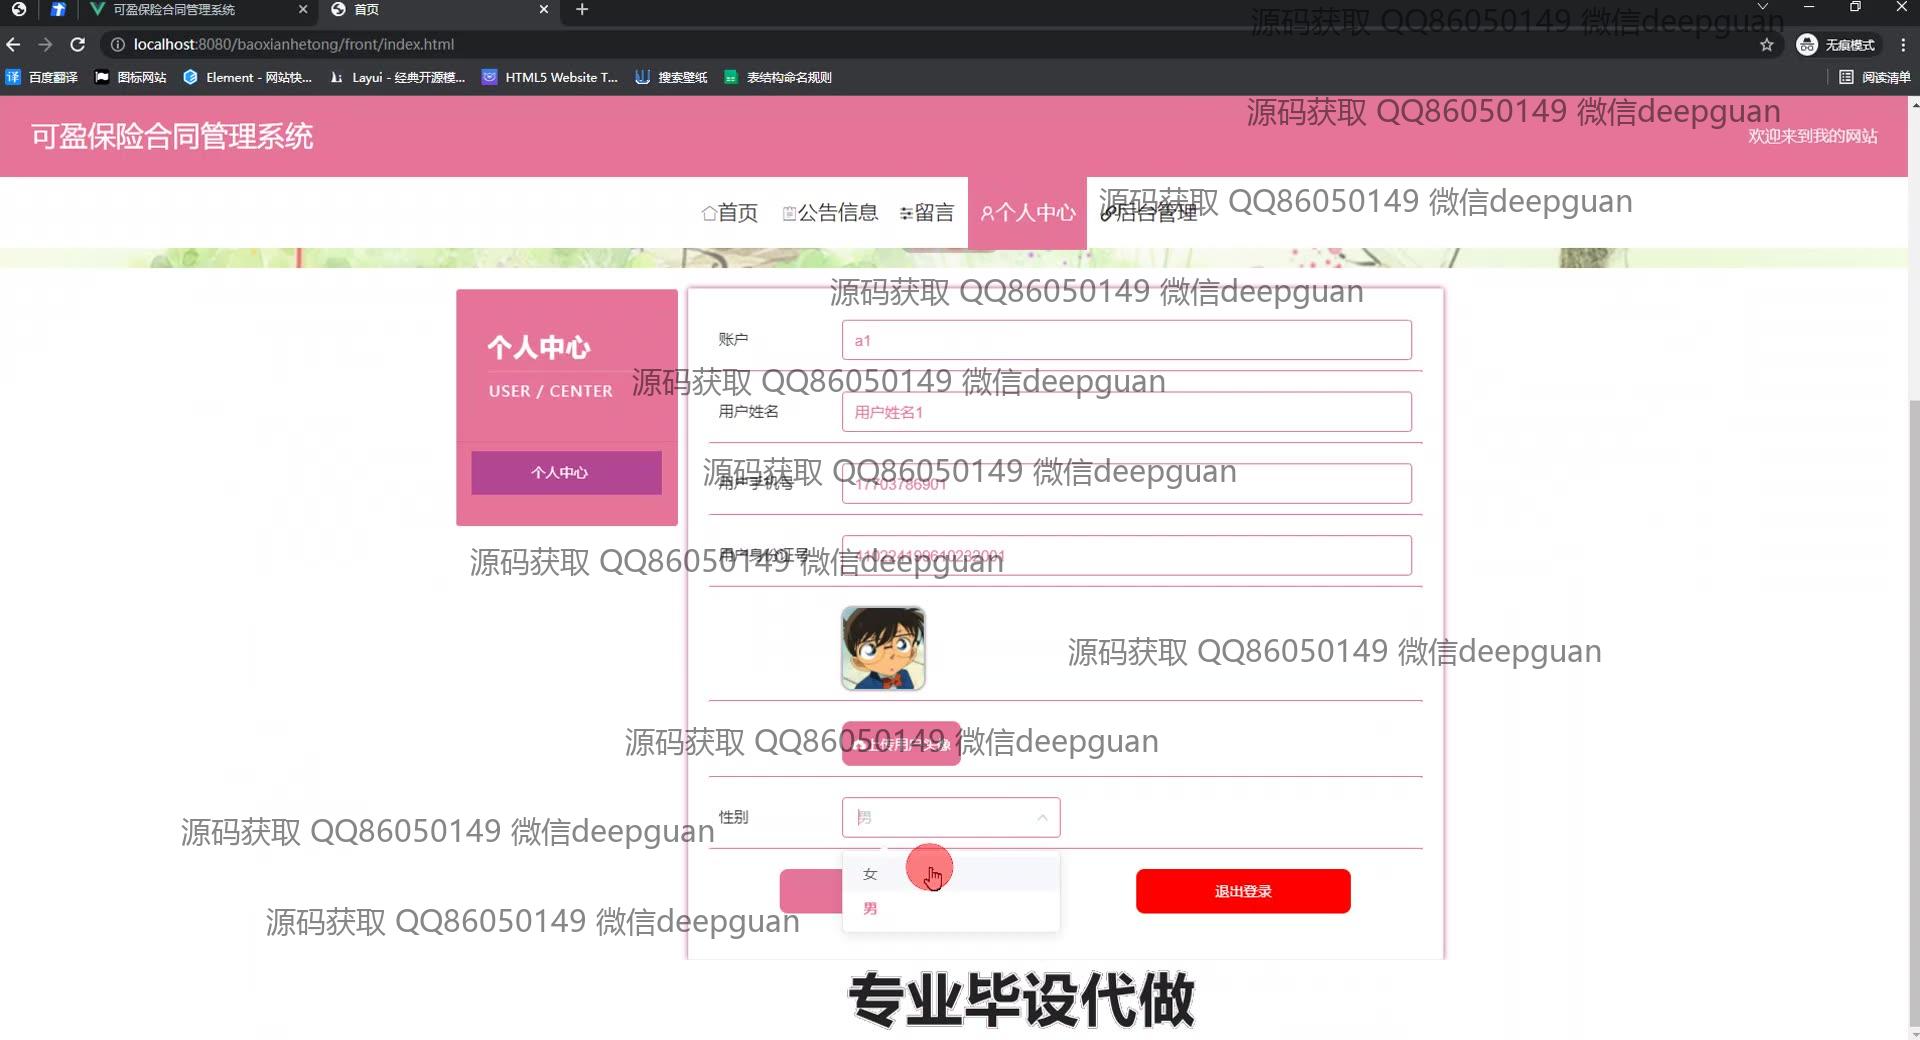 可盈保险合同管理系统
首页
localhost:8080/baoxianhetong/front/index.html
无痕模式
源码获取 QQ86050149 微信deepguan
百度翻译
图标网站
Element - 网站快...
Layui - 经典开源模...
HTML5 Website T...
搜索壁纸
表结构命名规则
阅读清单
源码获取 QQ86050149 微信deepguan
可盈保险合同管理系统
欢迎来到我的网站
首页
公告信息
留言
个人中心
后台管理
源码获取 QQ86050149 微信deepguan
源码获取 QQ86050149 微信deepguan
个人中心
USER / CENTER
个人中心
账户
a1
源码获取 QQ86050149 微信deepguan
用户姓名
用户姓名1
源码获取 QQ86050149 微信deepguan
用户手机号
17703786901
源码获取 QQ86050149 微信deepguan
用户身份证号
源码获取 QQ86050149 微信deepguan
源码获取 QQ86050149 微信deepguan
上传用户头像
源码获取 QQ86050149 微信deepguan
性别
男
女
男
退出登录
源码获取 QQ86050149 微信deepguan
专业毕设代做